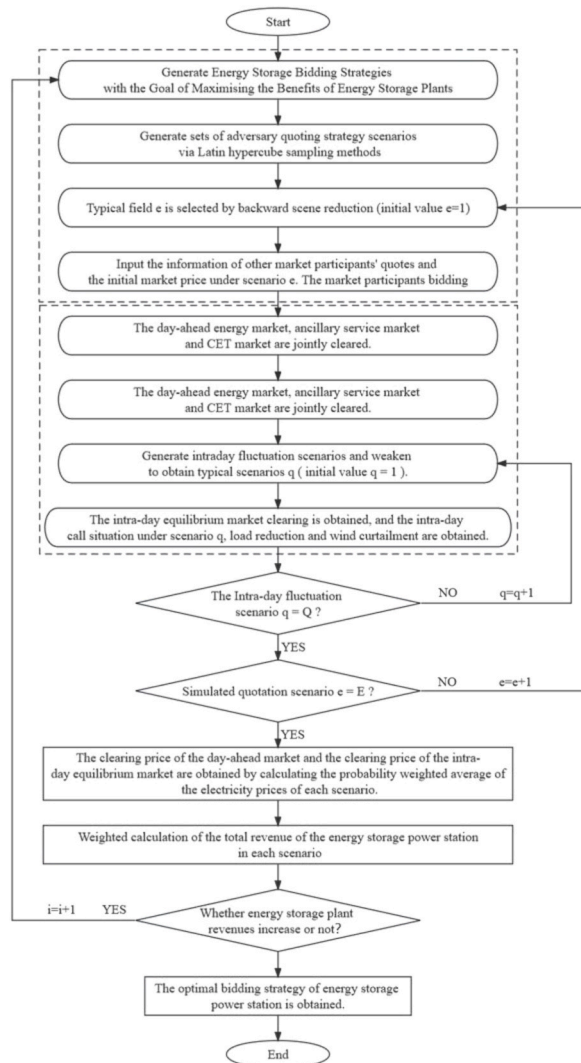 Start
Generate Energy Storage Bidding Strategies
with the Goal of Maximising the Benefits of Energy Storage Plants
Generate sets of adversary quoting strategy scenarios
via Latin hypercube sampling methods
Typical field e is selected by backward scene reduction (initial value e=1)
Input the information of other market participants' quotes and
the initial market price under scenario e. The market participants bidding
The day-ahead energy market, ancillary service market
and CET market are jointly cleared.
The day-ahead energy market, ancillary service market
and CET market are jointly cleared.
Generate intraday fluctuation scenarios and weaken
to obtain typical scenarios q ( initial value q = 1 ).
The intra-day equilibrium market clearing is obtained, and the intra-day
call situation under scenario q, load reduction and wind curtailment are obtained.
The Intra-day fluctuation
scenario q = Q ?
NO q=q+1
YES
Simulated quotation scenario e = E ?
NO e=e+1
YES
The clearing price of the day-ahead market and the clearing price of the intra-
day equilibrium market are obtained by calculating the probability weighted average of
the electricity prices of each scenario.
Weighted calculation of the total revenue of the energy storage power station
in each scenario
i=i+1 YES
Whether energy storage plant
revenues increase or not?
The optimal bidding strategy of energy storage
power station is obtained.
End